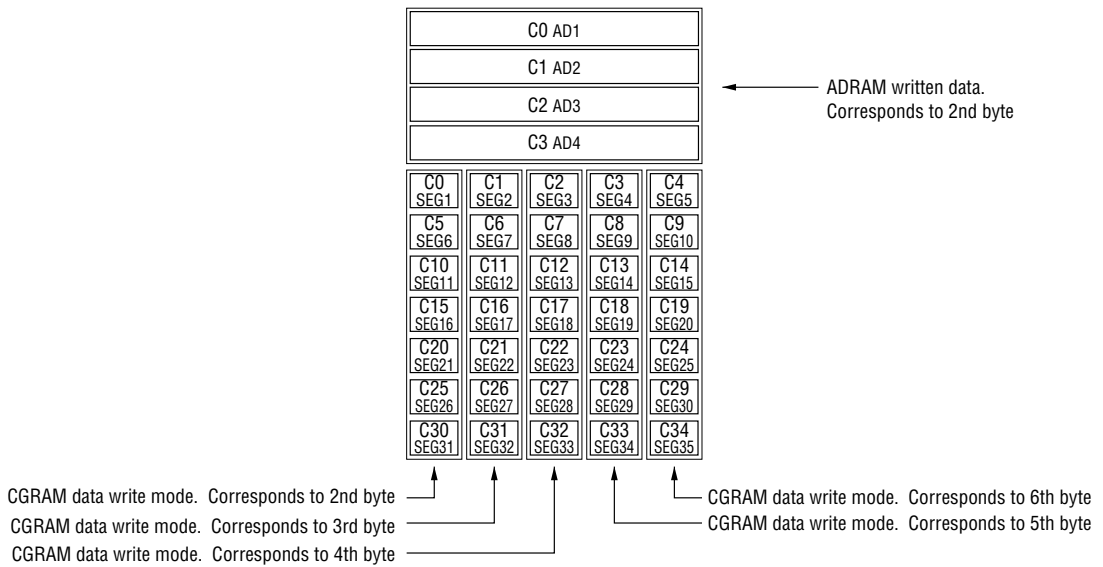 C0 AD1
C1 AD2
C2 AD3
C3 AD4
ADRAM written data.
Corresponds to 2nd byte
C0 C1 C2 C3 C4
SEG1 SEG2 SEG3 SEG4 SEG5
C5 C6 C7 C8 C9
SEG6 SEG7 SEG8 SEG9 SEG10
C10 C11 C12 C13 C14
SEG11 SEG12 SEG13 SEG14 SEG15
C15 C16 C17 C18 C19
SEG16 SEG17 SEG18 SEG19 SEG20
C20 C21 C22 C23 C24
SEG21 SEG22 SEG23 SEG24 SEG25
C25 C26 C27 C28 C29
SEG26 SEG27 SEG28 SEG29 SEG30
C30 C31 C32 C33 C34
SEG31 SEG32 SEG33 SEG34 SEG35
CGRAM data write mode. Corresponds to 2nd byte
CGRAM data write mode. Corresponds to 3rd byte
CGRAM data write mode. Corresponds to 4th byte
CGRAM data write mode. Corresponds to 6th byte
CGRAM data write mode. Corresponds to 5th byte